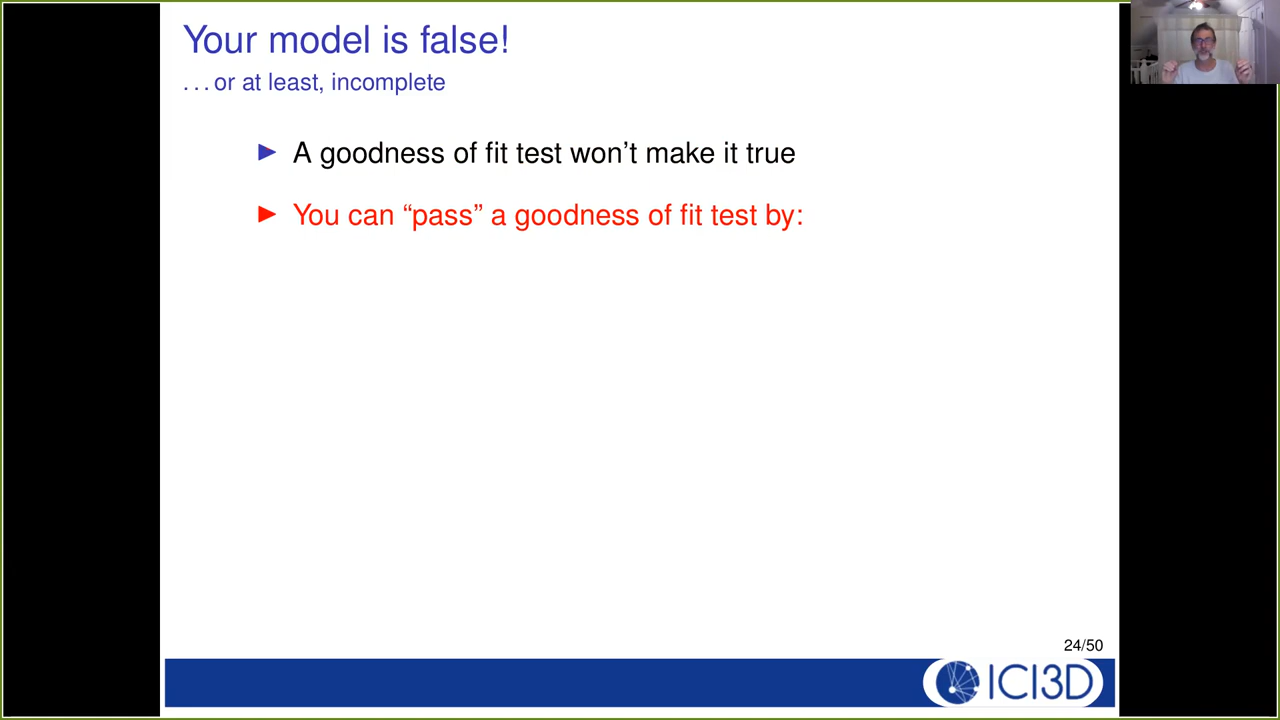 Your model is false!
. . . or at least, incomplete
A goodness of fit test won't make it true
You can “pass” a goodness of fit test by:
24/50
ICI3D